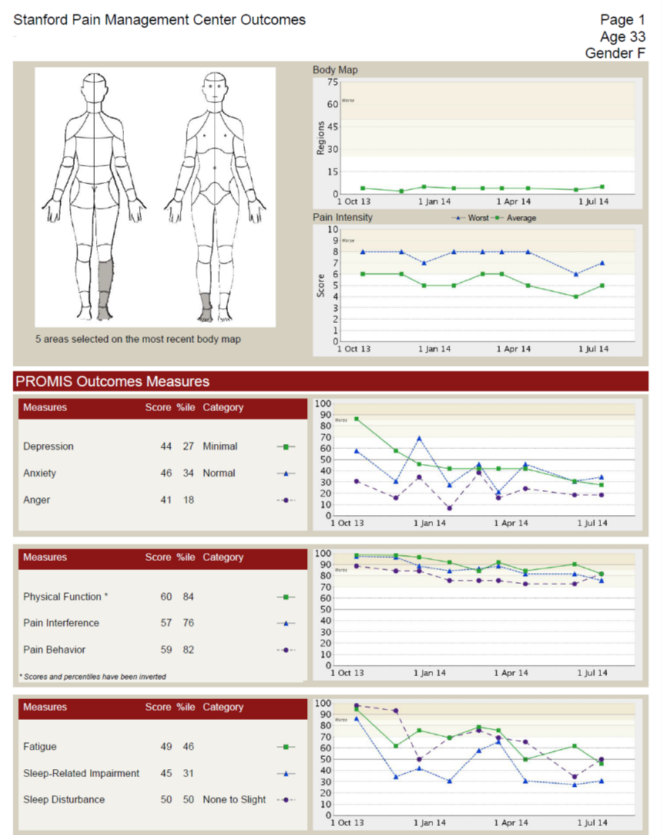 Stanford Pain Management Center Outcomes
Page 1
Age 33
Gender F
Body Map
75
60
45
30
15
0
Regions
Worse
1 Oct 13 1 Jan 14 1 Apr 14 1 Jul 14
Pain Intensity Worst Average
10
9
8
7
6
5
4
3
2
1
0
Score
Worse
1 Oct 13 1 Jan 14 1 Apr 14 1 Jul 14
5 areas selected on the most recent body map
PROMIS Outcomes Measures
Measures Score %ile Category
Depression 44 27 Minimal
Anxiety 46 34 Normal
Anger 41 18
100
90
80
70
60
50
40
30
20
10
0
Worse
1 Oct 13 1 Jan 14 1 Apr 14 1 Jul 14
Measures Score %ile Category
Physical Function * 60 84
Pain Interference 57 76
Pain Behavior 59 82
* Scores and percentiles have been inverted
100
90
80
70
60
50
40
30
20
10
0
Worse
1 Oct 13 1 Jan 14 1 Apr 14 1 Jul 14
Measures Score %ile Category
Fatigue 49 46
Sleep-Related Impairment 45 31
Sleep Disturbance 50 50 None to Slight
100
90
80
70
60
50
40
30
20
10
0
Worse
1 Oct 13 1 Jan 14 1 Apr 14 1 Jul 14